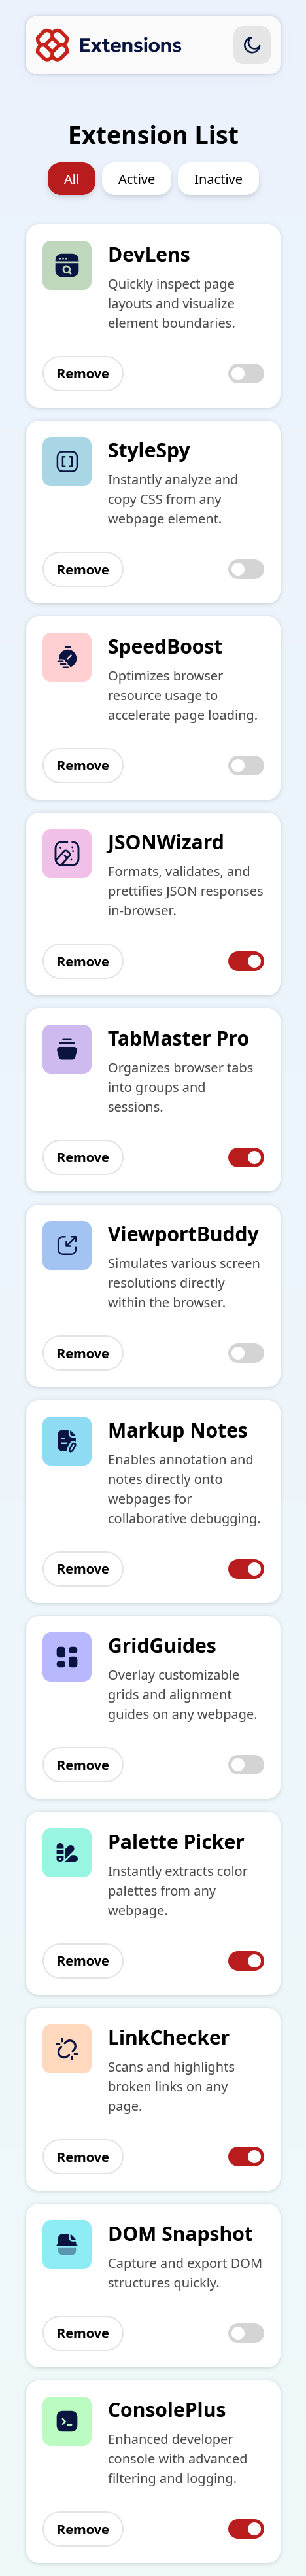 Extensions
Extension List
All Active Inactive
DevLens
Quickly inspect page
layouts and visualize
element boundaries.
Remove
StyleSpy
Instantly analyze and
copy CSS from any
webpage element.
Remove
SpeedBoost
Optimizes browser
resource usage to
accelerate page loading.
Remove
JSONWizard
Formats, validates, and
prettifies JSON responses
in-browser.
Remove
TabMaster Pro
Organizes browser tabs
into groups and
sessions.
Remove
ViewportBuddy
Simulates various screen
resolutions directly
within the browser.
Remove
Markup Notes
Enables annotation and
notes directly onto
webpages for
collaborative debugging.
Remove
GridGuides
Overlay customizable
grids and alignment
guides on any webpage.
Remove
Palette Picker
Instantly extracts color
palettes from any
webpage.
Remove
LinkChecker
Scans and highlights
broken links on any
page.
Remove
DOM Snapshot
Capture and export DOM
structures quickly.
Remove
ConsolePlus
Enhanced developer
console with advanced
filtering and logging.
Remove